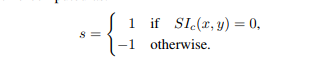 s = { 1 if SI_c(x, y) = 0,
−1 otherwise.